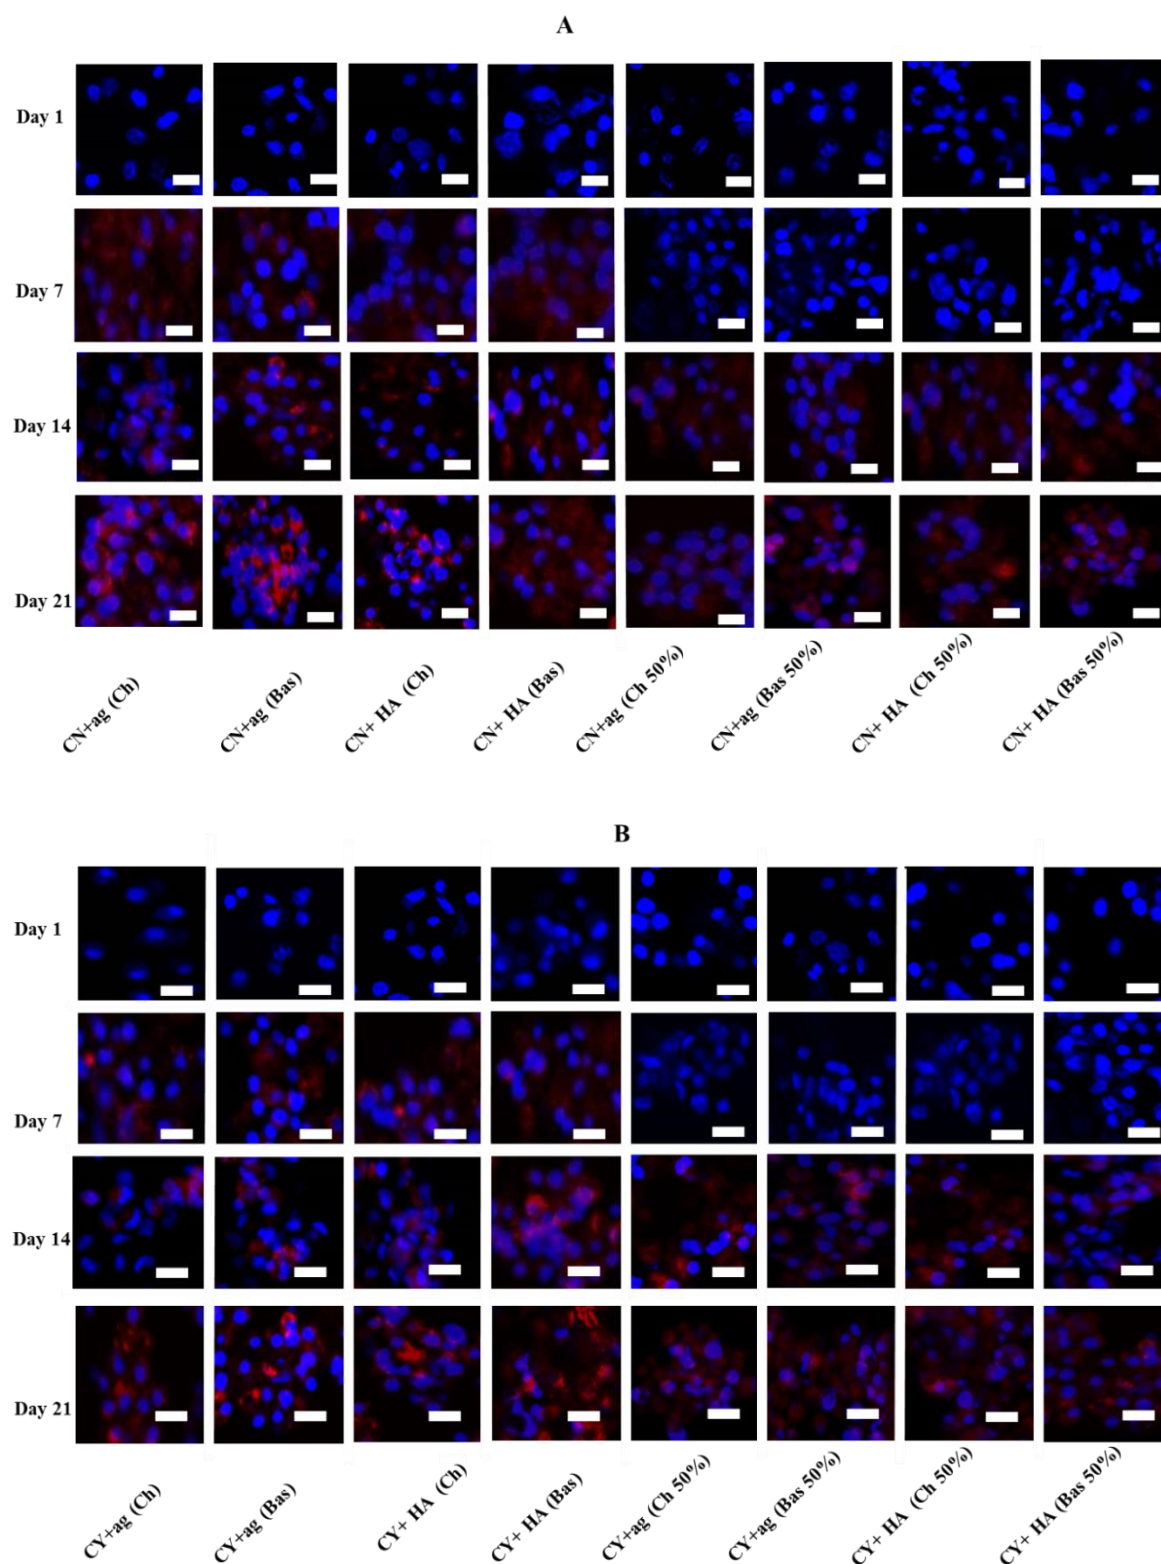 A
Day 1
Day 7
Day 14
Day 21
CN+ag (Ch)
CN+ag (Bas)
CN+ HA (Ch)
CN+ HA (Bas)
CN+ag (Ch 50%)
CN+ag (Bas 50%)
CN+ HA (Ch 50%)
CN+ HA (Bas 50%)
B
Day 1
Day 7
Day 14
Day 21
CY+ag (Ch)
CY+ag (Bas)
CY+ HA (Ch)
CY+ HA (Bas)
CY+ag (Ch 50%)
CY+ag (Bas 50%)
CY+ HA (Ch 50%)
CY+ HA (Bas 50%)